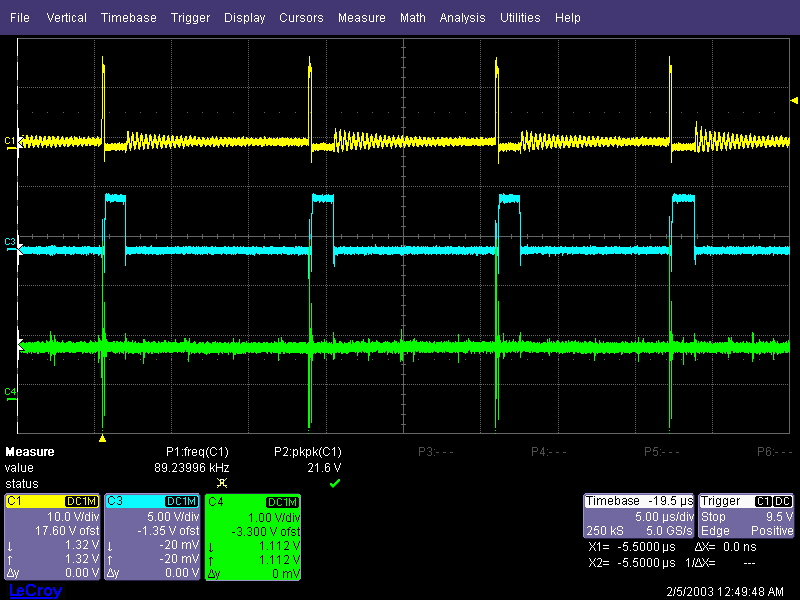 File Vertical Timebase Trigger Display Cursors Measure Math Analysis Utilities Help
C1
C3
C4
Measure P1:freq(C1) P2:pkpk(C1) P3:- - - P4:- - - P5:- - - P6:- - -
value 89.23996 kHz 21.6 V
status
C1 DC1M
10.0 V/div
17.60 V ofst
↓ 1.32 V
↑ 1.32 V
Δy 0.00 V
C3 DC1M
5.00 V/div
-1.35 V ofst
↓ -20 mV
↑ -20 mV
Δy 0.00 V
C4 DC1M
1.00 V/div
-3.300 V ofst
↓ 1.112 V
↑ 1.112 V
Δy 0 mV
Timebase -19.5 µs
5.00 µs/div
250 kS 5.0 GS/s
Trigger C1 DC
Stop 9.5 V
Edge Positive
X1= -5.5000 µs ΔX= 0.0 ns
X2= -5.5000 µs 1/ΔX= ---
LeCroy
2/5/2003 12:49:48 AM